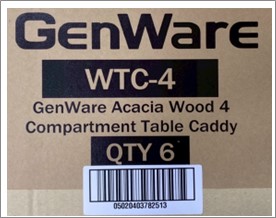 GenWare
WTC-4
GenWare Acacia Wood 4
Compartment Table Caddy
QTY 6
05020403782513